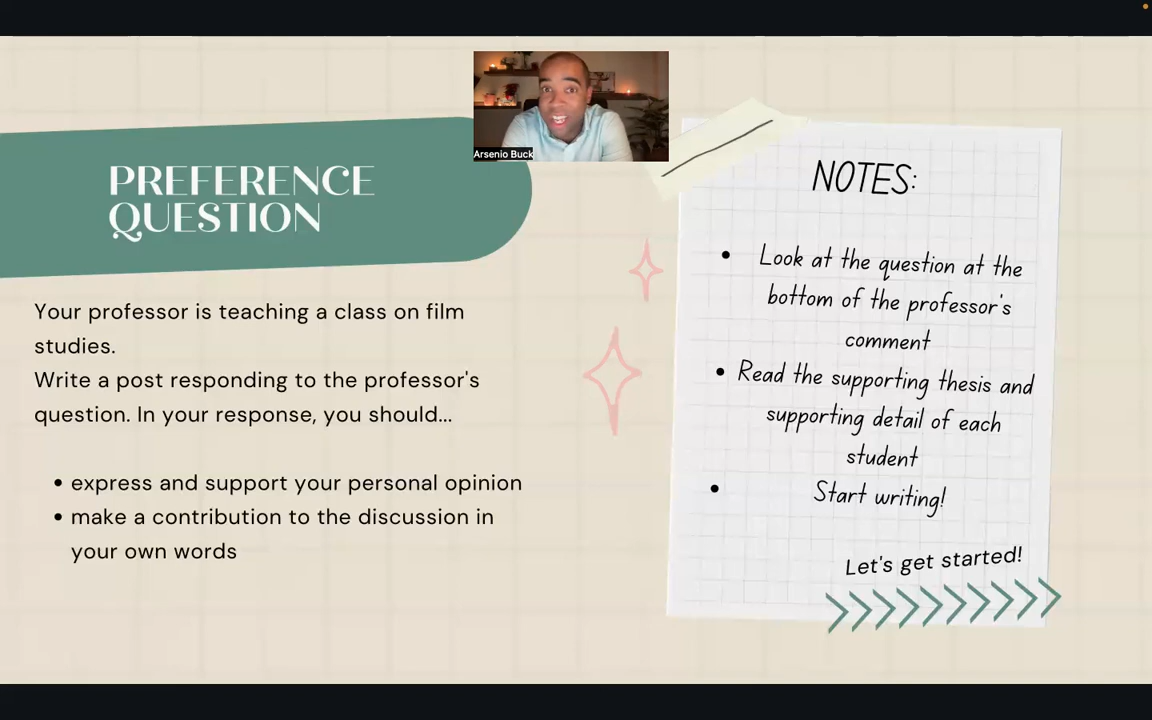 Arsenio Buck
PREFERENCE
QUESTION
Your professor is teaching a class on film
studies.
Write a post responding to the professor's
question. In your response, you should...
• express and support your personal opinion
• make a contribution to the discussion in
your own words
NOTES:
• Look at the question at the
bottom of the professor's
comment
• Read the supporting thesis and
supporting detail of each
student
• Start writing!
Let's get started!